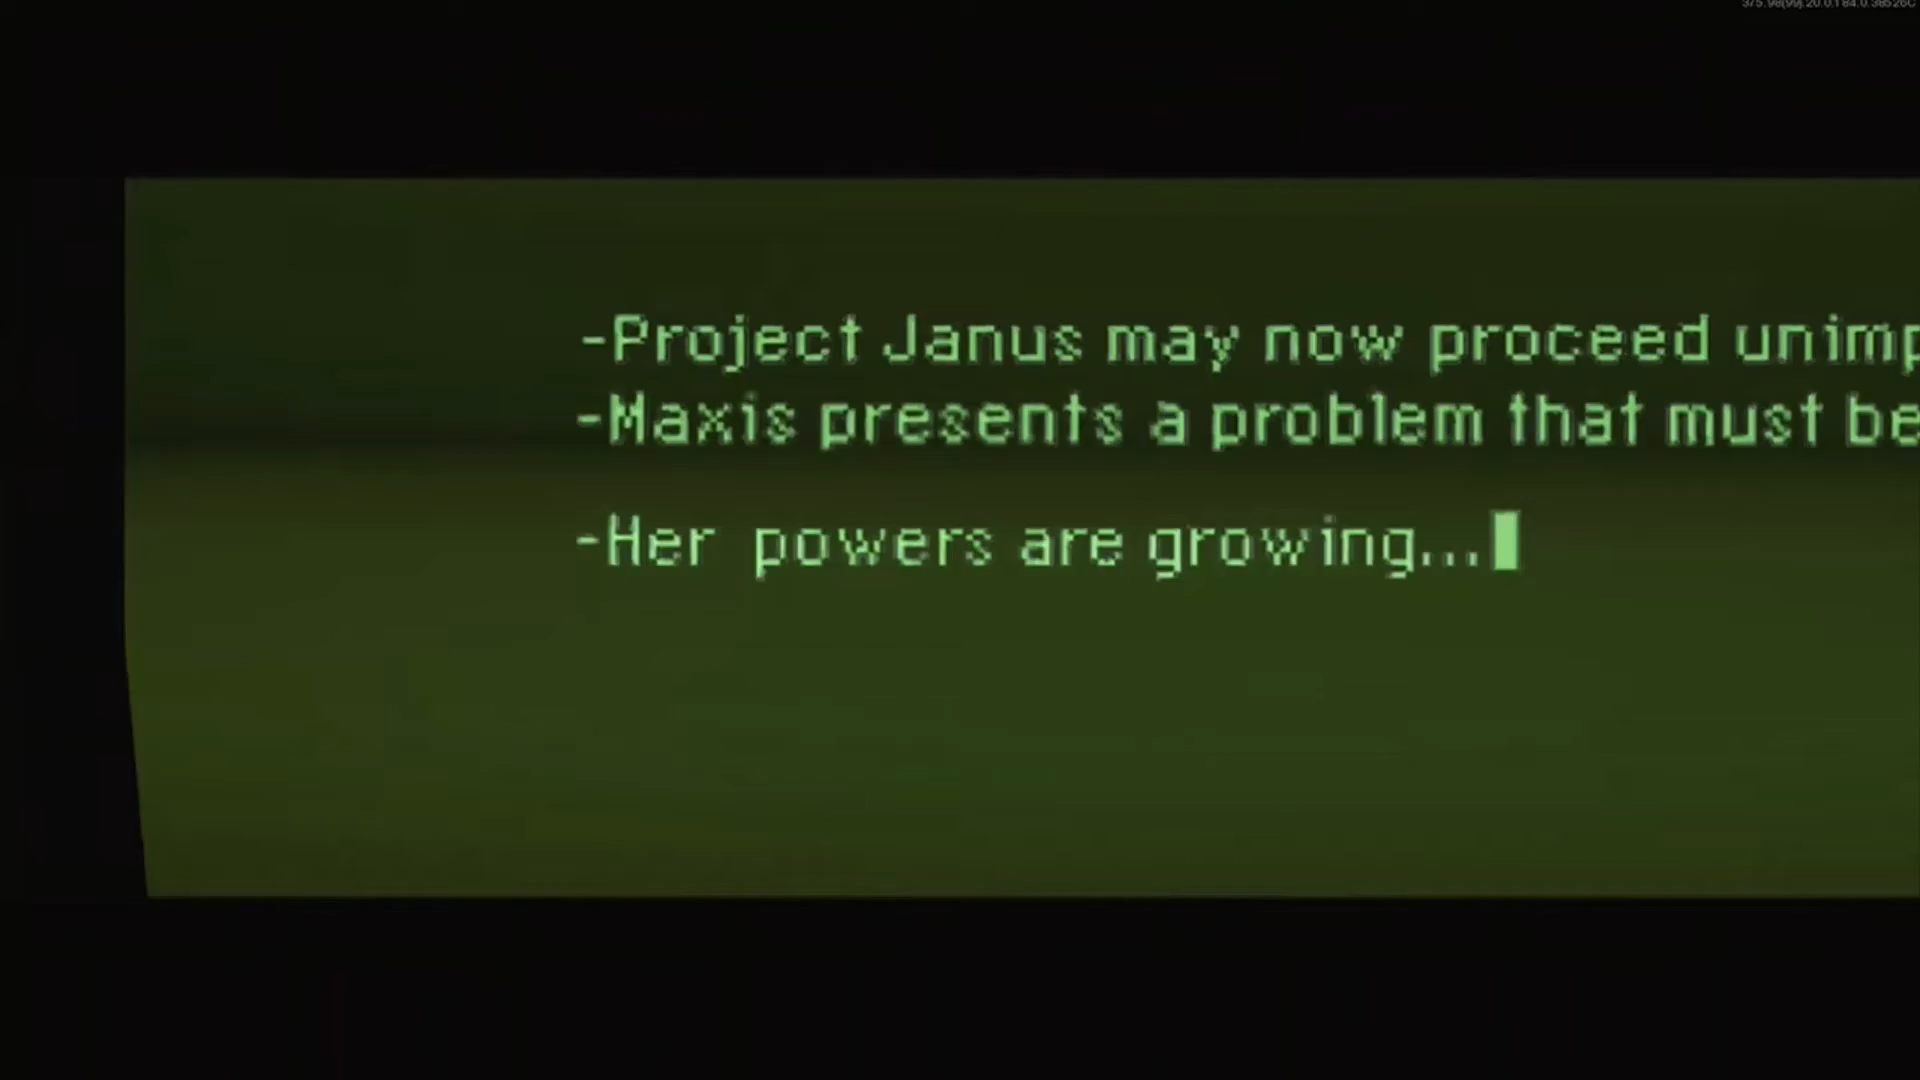 -Project Janus may now proceed unimp
-Maxis presents a problem that must be
-Her powers are growing...